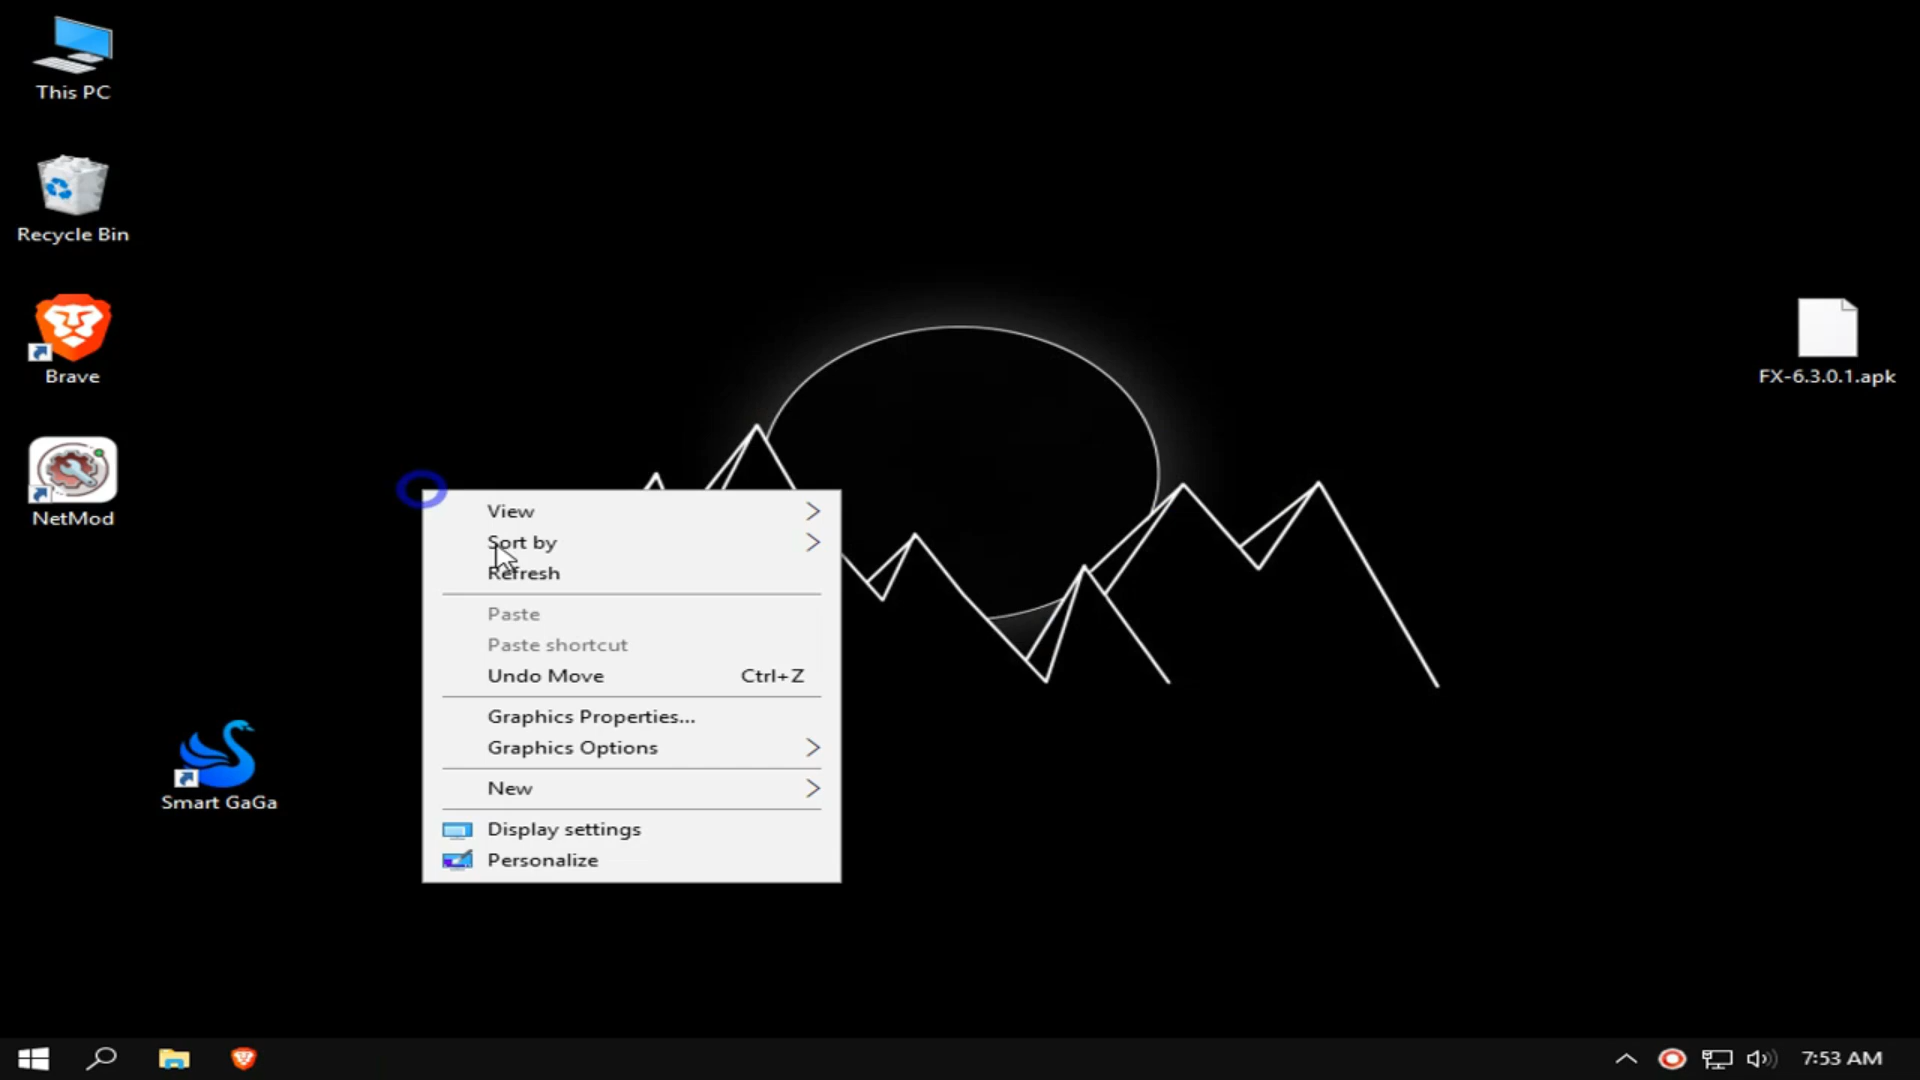 This PC
Recycle Bin
Brave
NetMod
Smart GaGa
FX-6.3.0.1.apk
View
Sort by
Refresh
Paste
Paste shortcut
Undo Move Ctrl+Z
Graphics Properties...
Graphics Options
New
Display settings
Personalize
7:53 AM